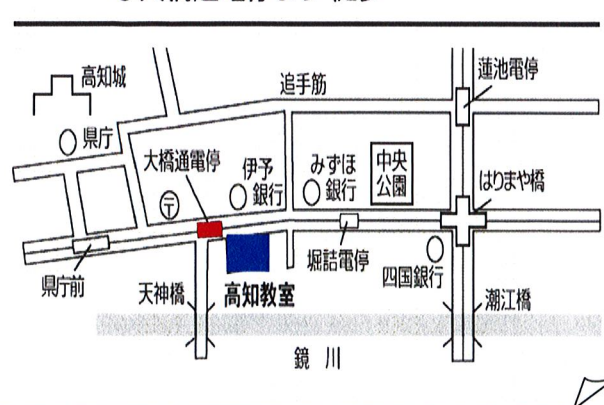 高知城
追手筋
蓮池電停
県庁
大橋通電停
伊予
銀行
みずほ
銀行
中央
公園
はりまや橋
〒
県庁前
天神橋
高知教室
堀詰電停
四国銀行
潮江橋
鏡川